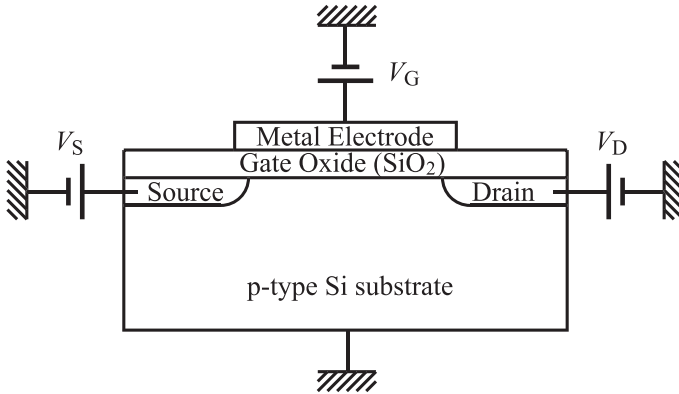 V_G
Metal Electrode
V_S
V_D
Gate Oxide (SiO₂)
Source
Drain
p-type Si substrate